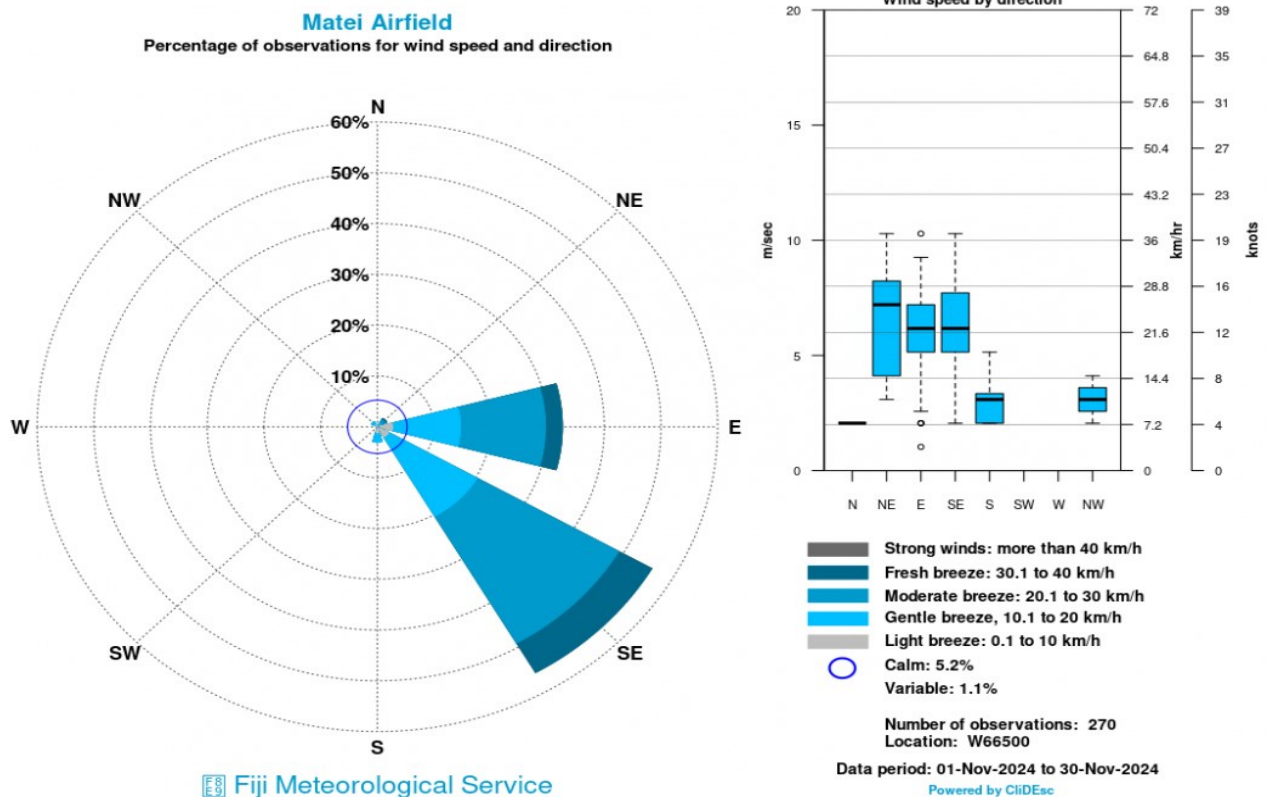 Matei Airfield
Percentage of observations for wind speed and direction
N
60%
50%
40%
30%
20%
10%
NW
NE
W
E
SW
SE
S
Fiji Meteorological Service
Wind speed by direction
20
15
10
5
0
m/sec
72
64.8
57.6
50.4
43.2
36
28.8
21.6
14.4
7.2
0
km/hr
39
35
31
27
23
19
16
12
8
4
0
knots
N NE E SE S SW W NW
Strong winds: more than 40 km/h
Fresh breeze: 30.1 to 40 km/h
Moderate breeze: 20.1 to 30 km/h
Gentle breeze, 10.1 to 20 km/h
Light breeze: 0.1 to 10 km/h
Calm: 5.2%
Variable: 1.1%
Number of observations: 270
Location: W66500
Data period: 01-Nov-2024 to 30-Nov-2024
Powered by CliDEsc